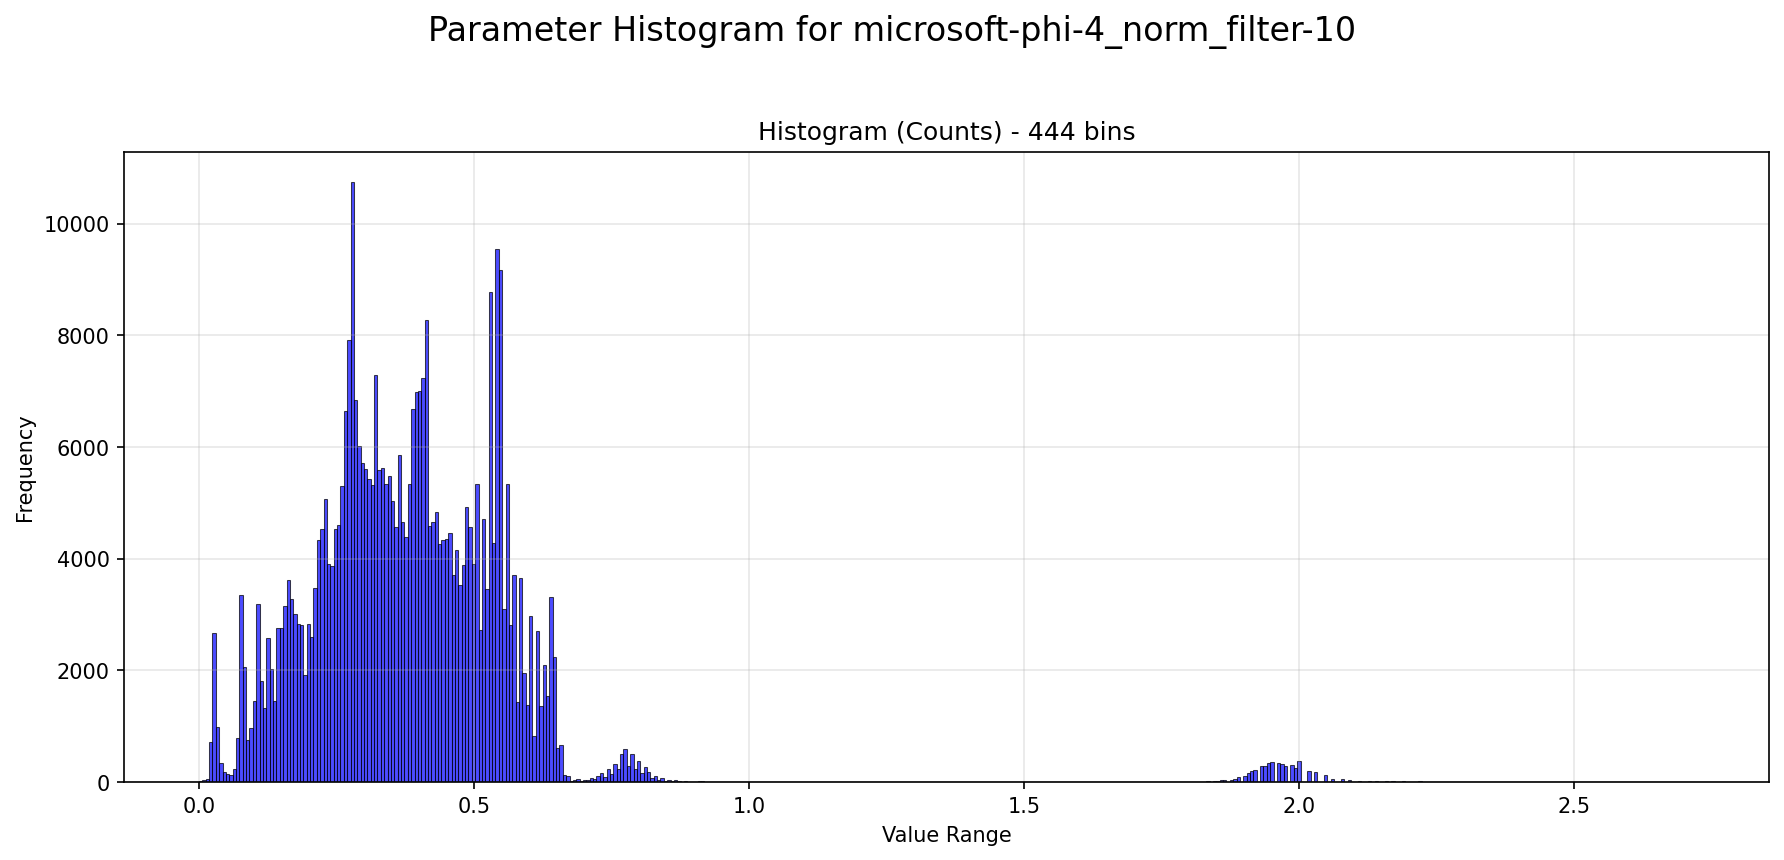 Parameter Histogram for microsoft-phi-4_norm_filter-10
Histogram (Counts) - 444 bins
Frequency
10000
8000
6000
4000
2000
0
0.0 0.5 1.0 1.5 2.0 2.5
Value Range